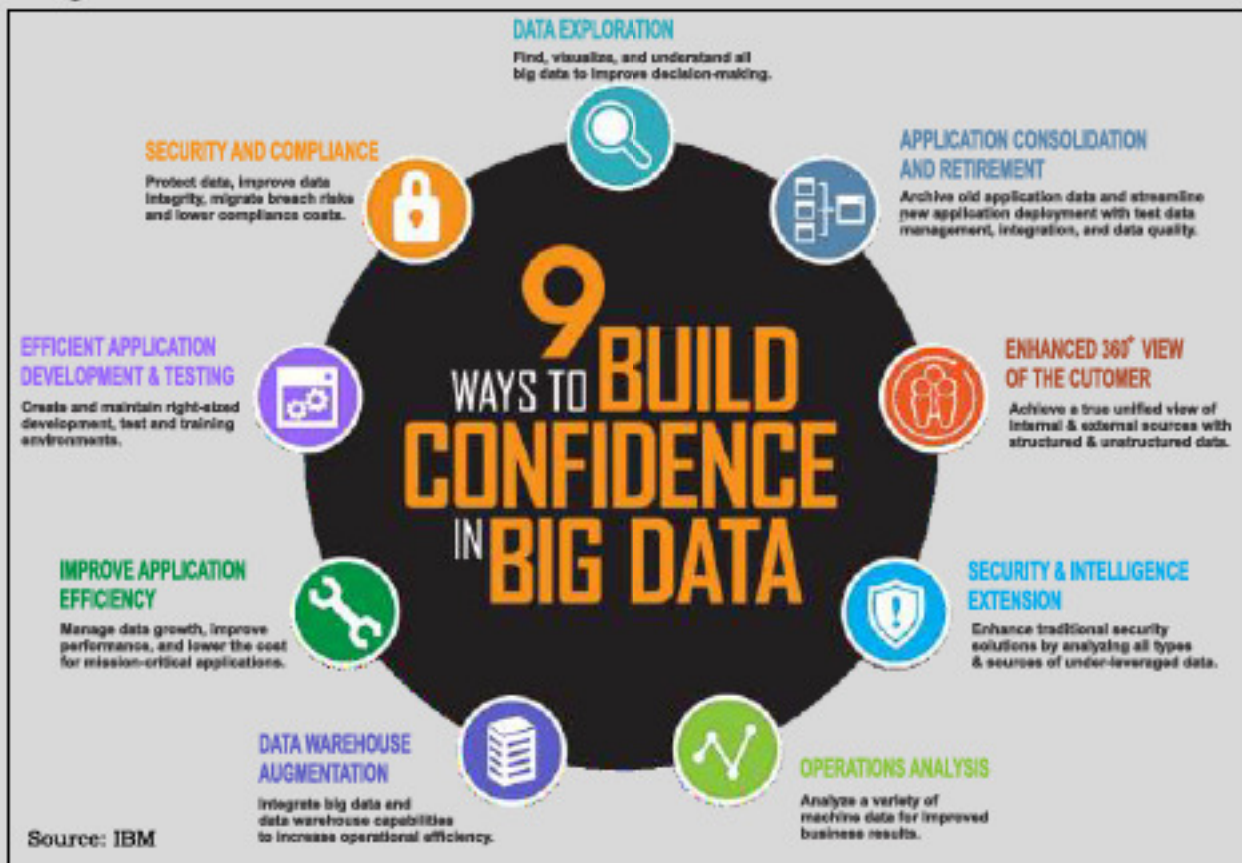 DATA EXPLORATION
Find, visualize, and understand all
big data to improve decision-making.
APPLICATION CONSOLIDATION
AND RETIREMENT
Archive old application data and streamline
new application deployment with test data
management, integration, and data quality.
ENHANCED 360° VIEW
OF THE CUTOMER
Achieve a true unified view of
internal & external sources with
structured & unstructured data.
SECURITY & INTELLIGENCE
EXTENSION
Enhance traditional security
solutions by analyzing all types
& sources of under-leveraged data.
OPERATIONS ANALYSIS
Analyze a variety of
machine data for improved
business results.
DATA WAREHOUSE
AUGMENTATION
Integrate big data and
data warehouse capabilities
to increase operational efficiency.
IMPROVE APPLICATION
EFFICIENCY
Manage data growth, improve
performance, and lower the cost
for mission-critical applications.
EFFICIENT APPLICATION
DEVELOPMENT & TESTING
Create and maintain right-sized
development, test and training
environments.
SECURITY AND COMPLIANCE
Protect data, improve data
integrity, migrate breach risks
and lower compliance costs.
9
WAYS TO BUILD
CONFIDENCE
IN BIG DATA
Source: IBM